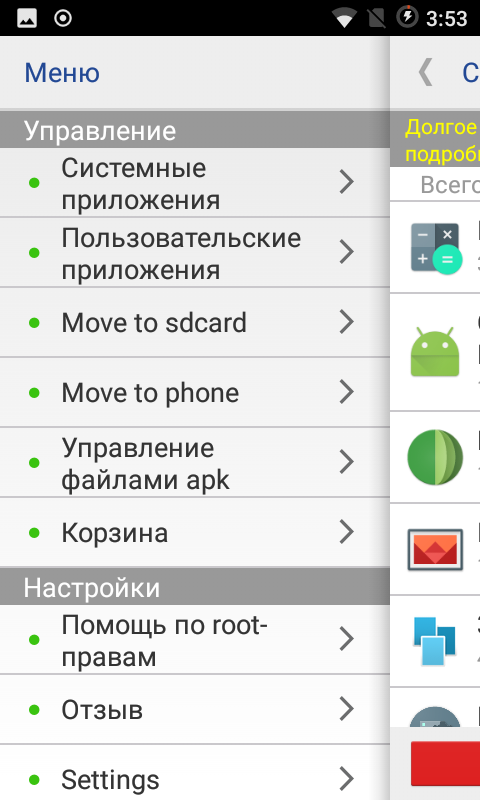 3:53
Меню
Управление
Системные
приложения
Пользовательские
приложения
Move to sdcard
Move to phone
Управление
файлами apk
Корзина
Настройки
Помощь по root-
правам
Отзыв
Settings
С
Долгое
Всего